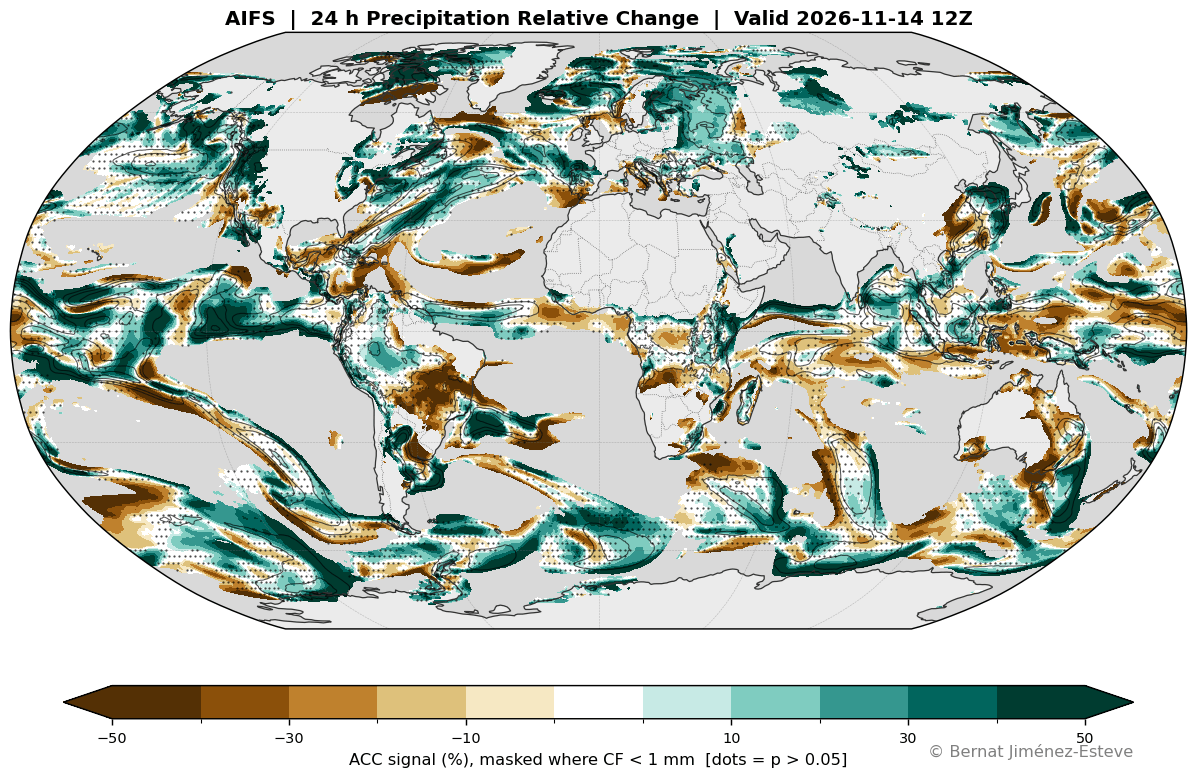 AIFS | 24 h Precipitation Relative Change | Valid 2026-11-14 12Z
−50 −30 −10 10 30 50
© Bernat Jiménez-Esteve
ACC signal (%), masked where CF < 1 mm [dots = p > 0.05]